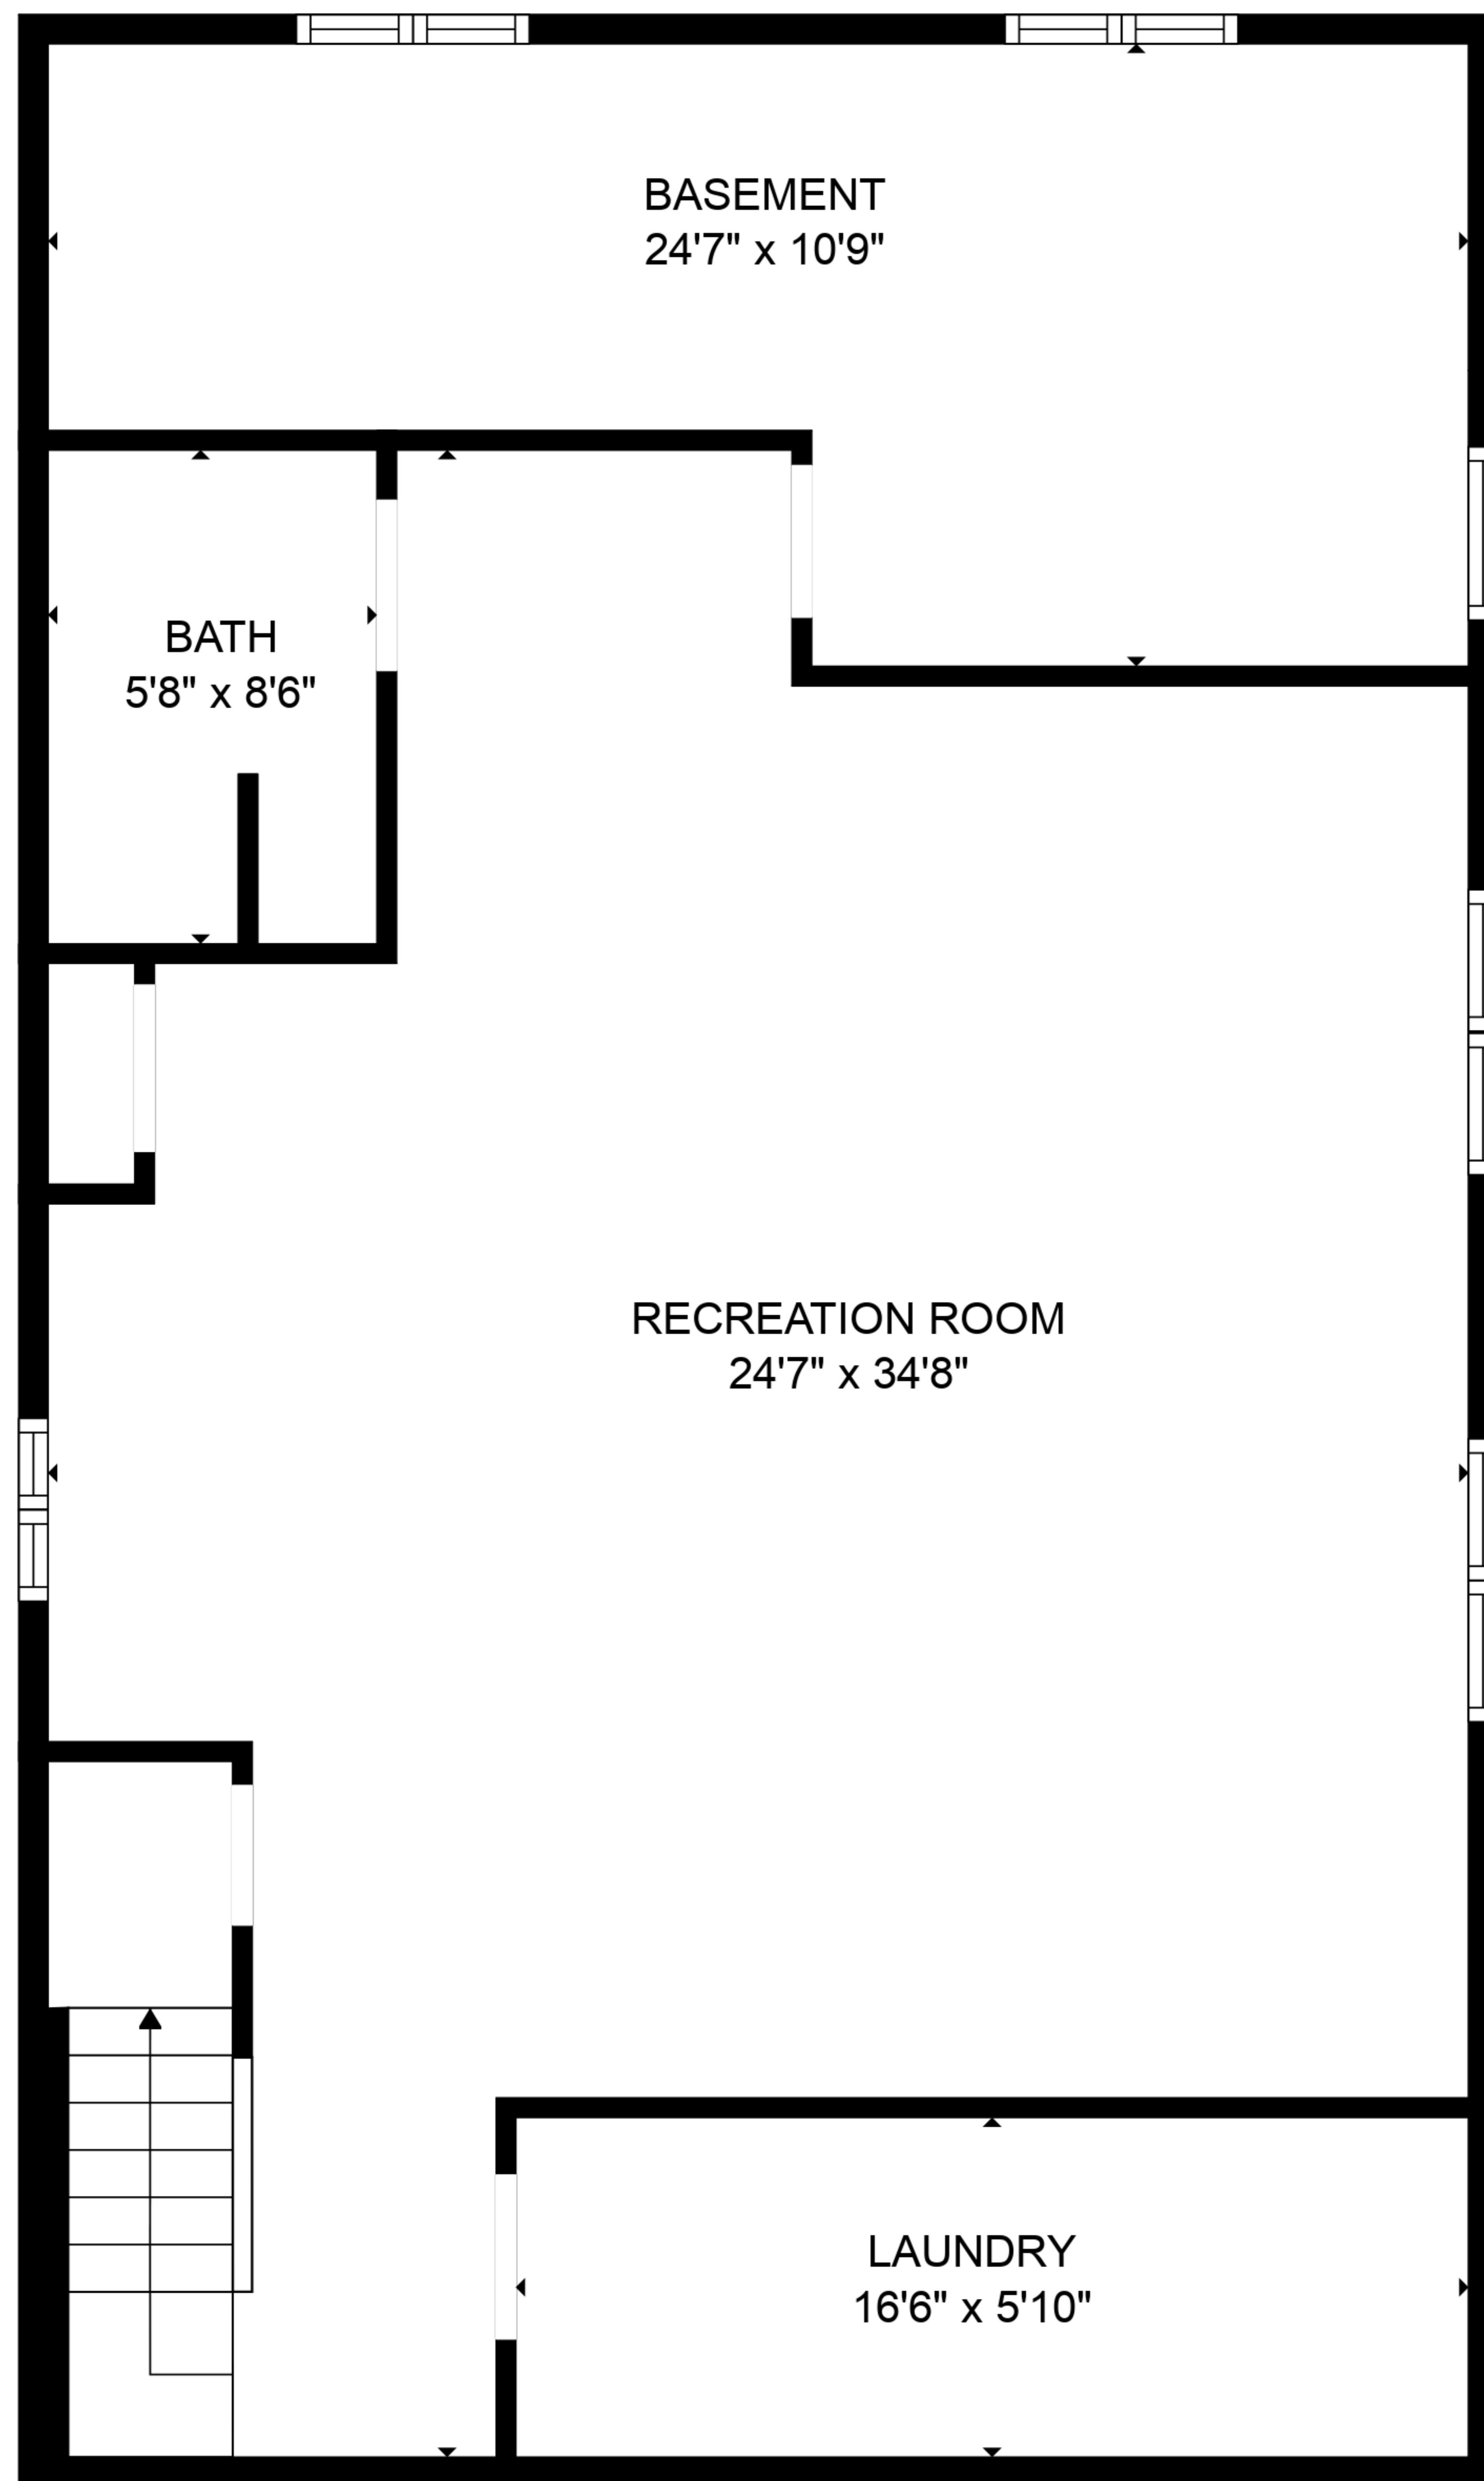 BASEMENT
24'7" x 10'9"
BATH
5'8" x 8'6"
RECREATION ROOM
24'7" x 34'8"
LAUNDRY
16'6" x 5'10"